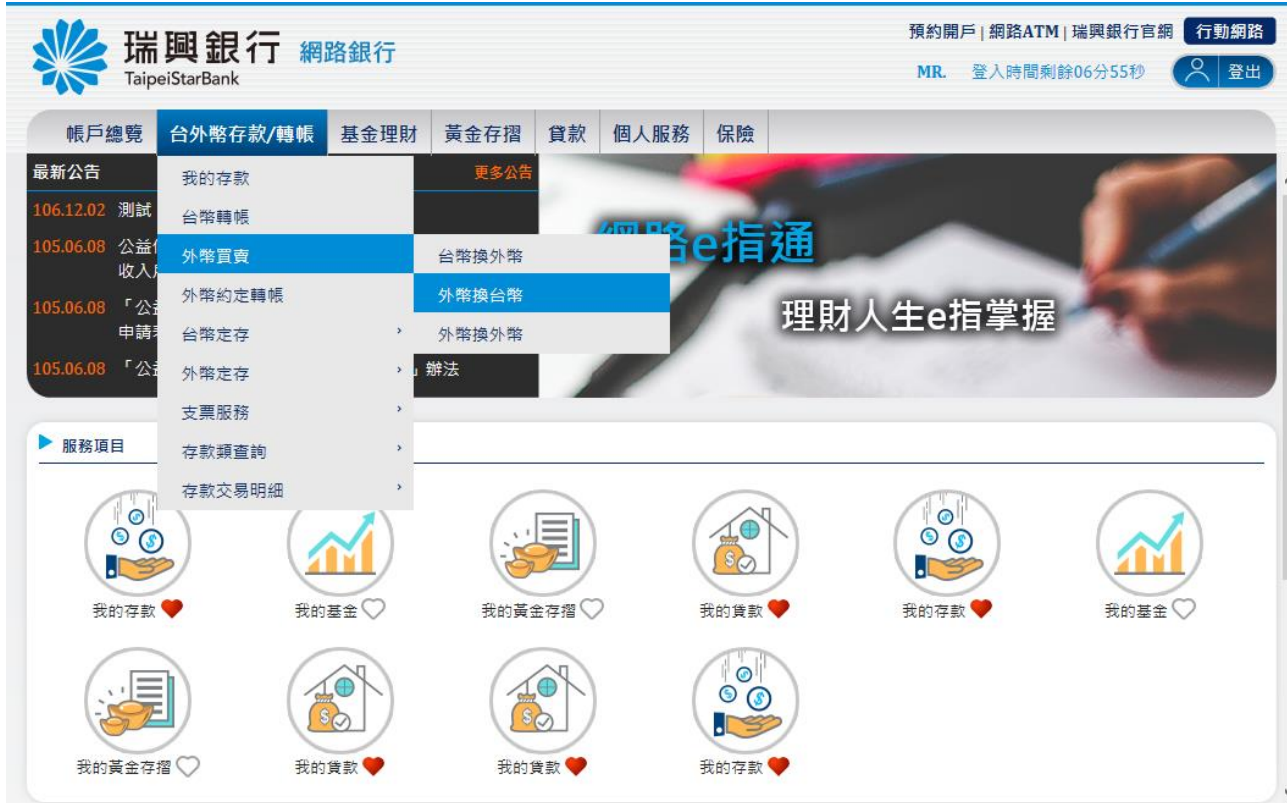 預約開戶 | 網路ATM | 瑞興銀行官網 行動網路
瑞興銀行 網路銀行
TaipeiStarBank
MR. 登入時間剩餘06分55秒 登出
帳戶總覽 台外幣存款/轉帳 基金理財 黃金存摺 貸款 個人服務 保險
最新公告 更多公告
106.12.02 測試
105.06.08 公益
收入
105.06.08 「公
申請
105.06.08 「公 」辦法
我的存款
台幣轉帳
外幣買賣
外幣約定轉帳
台幣定存
外幣定存
支票服務
存款類查詢
存款交易明細
台幣換外幣
外幣換台幣
外幣換外幣
e指通
理財人生e指掌握
服務項目
我的存款 我的基金 我的黃金存摺 我的貸款 我的存款 我的基金
我的黃金存摺 我的貸款 我的貸款 我的存款